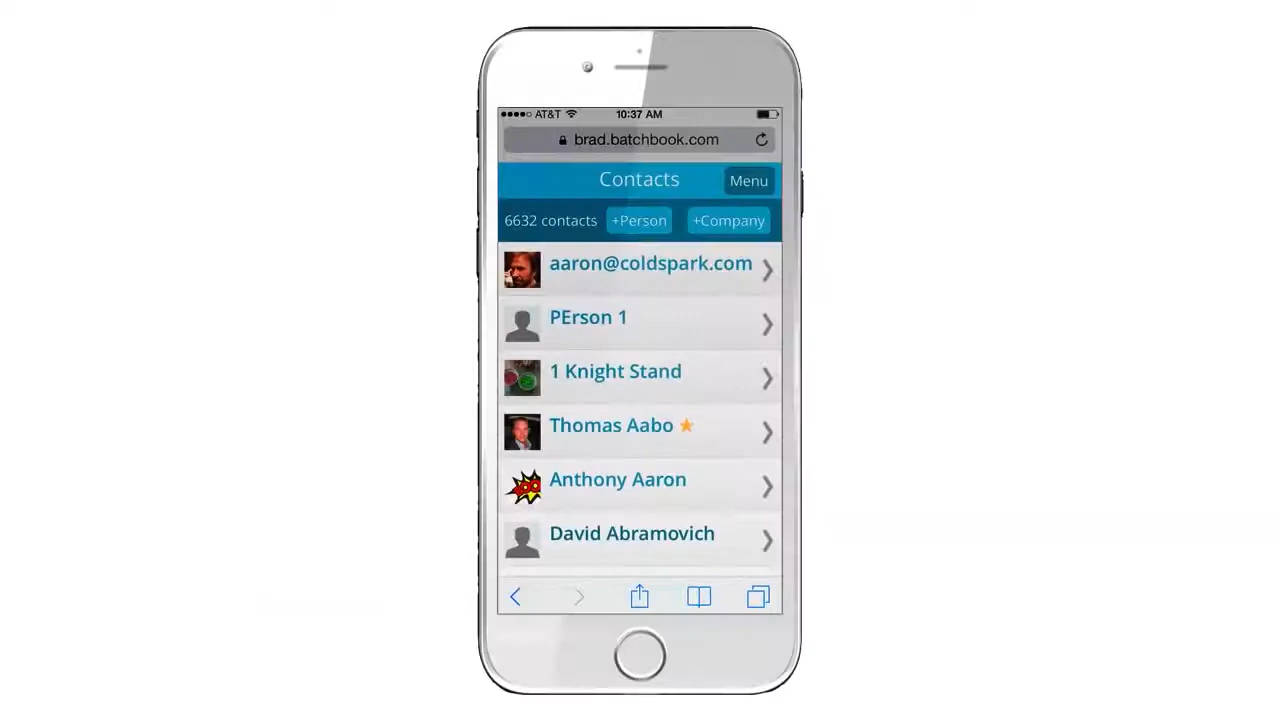 AT&T 10:37 AM
brad.batchbook.com
Contacts Menu
6632 contacts +Person +Company
aaron@coldspark.com
PErson 1
1 Knight Stand
Thomas Aabo
Anthony Aaron
David Abramovich